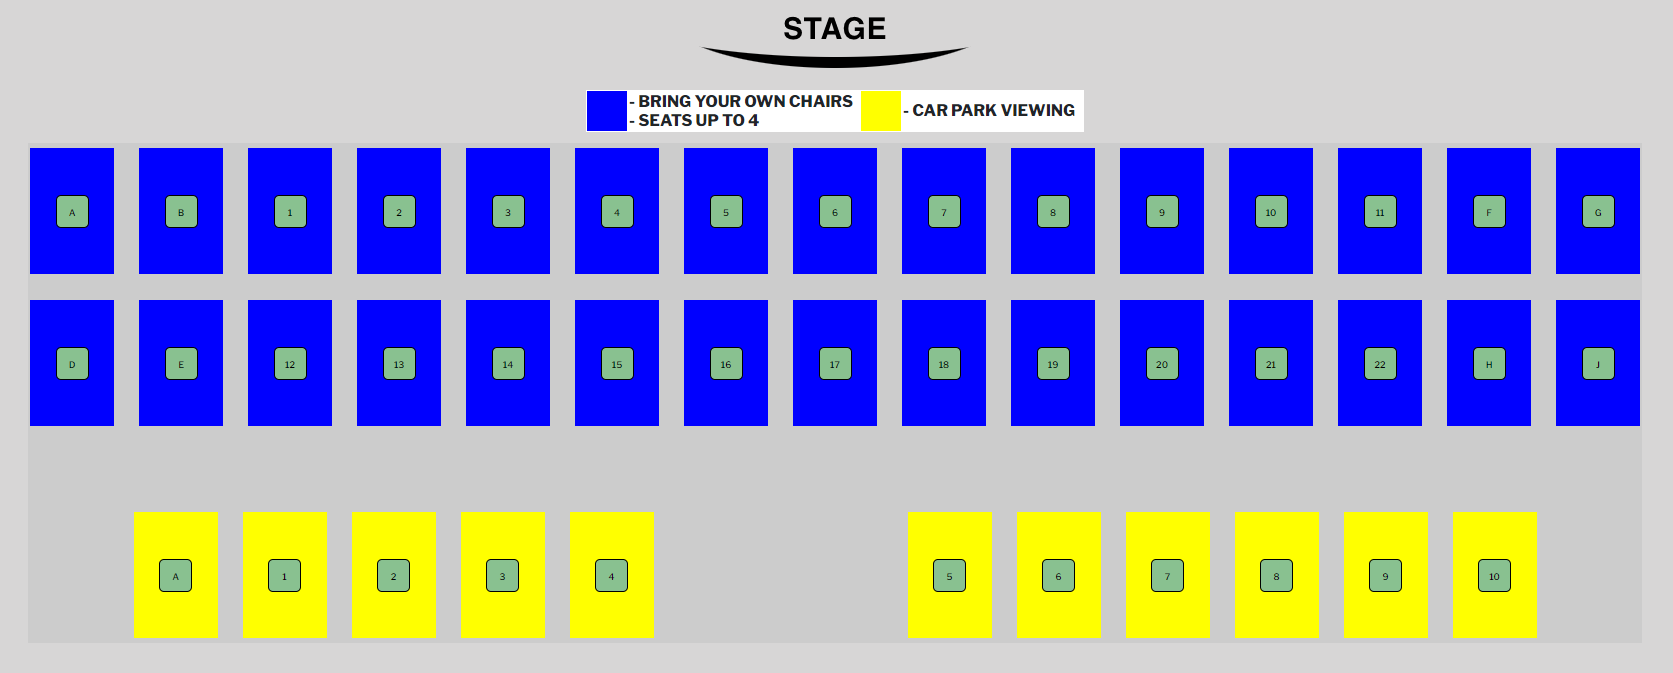 STAGE
- BRING YOUR OWN CHAIRS
- SEATS UP TO 4
- CAR PARK VIEWING
A B 1 2 3 4 5 6 7 8 9 10 11 F G
D E 12 13 14 15 16 17 18 19 20 21 22 H J
A 1 2 3 4 5 6 7 8 9 10